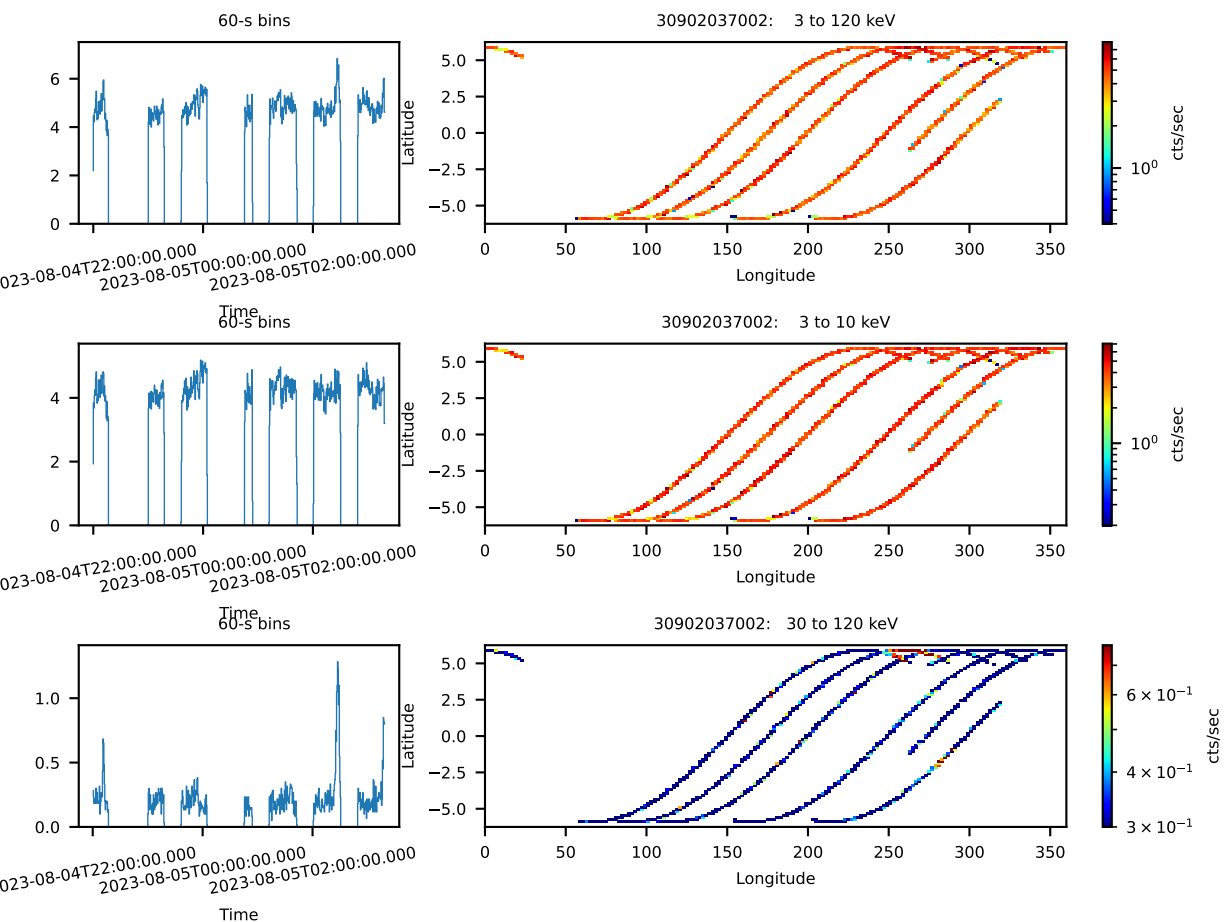 60-s bins
30902037002: 3 to 120 keV
6
4
2
0
023-08-04T22:00:00.000
2023-08-05T00:00:00.000
2023-08-05T02:00:00.000
Time
Latitude
5.0
2.5
0.0
−2.5
−5.0
0 50 100 150 200 250 300 350
Longitude
10⁰
cts/sec
60-s bins
30902037002: 3 to 10 keV
4
2
0
023-08-04T22:00:00.000
2023-08-05T00:00:00.000
2023-08-05T02:00:00.000
Time
Latitude
5.0
2.5
0.0
−2.5
−5.0
0 50 100 150 200 250 300 350
Longitude
10⁰
cts/sec
60-s bins
30902037002: 30 to 120 keV
1.0
0.5
0.0
023-08-04T22:00:00.000
2023-08-05T00:00:00.000
2023-08-05T02:00:00.000
Time
Latitude
5.0
2.5
0.0
−2.5
−5.0
0 50 100 150 200 250 300 350
Longitude
6 × 10⁻¹
4 × 10⁻¹
3 × 10⁻¹
cts/sec